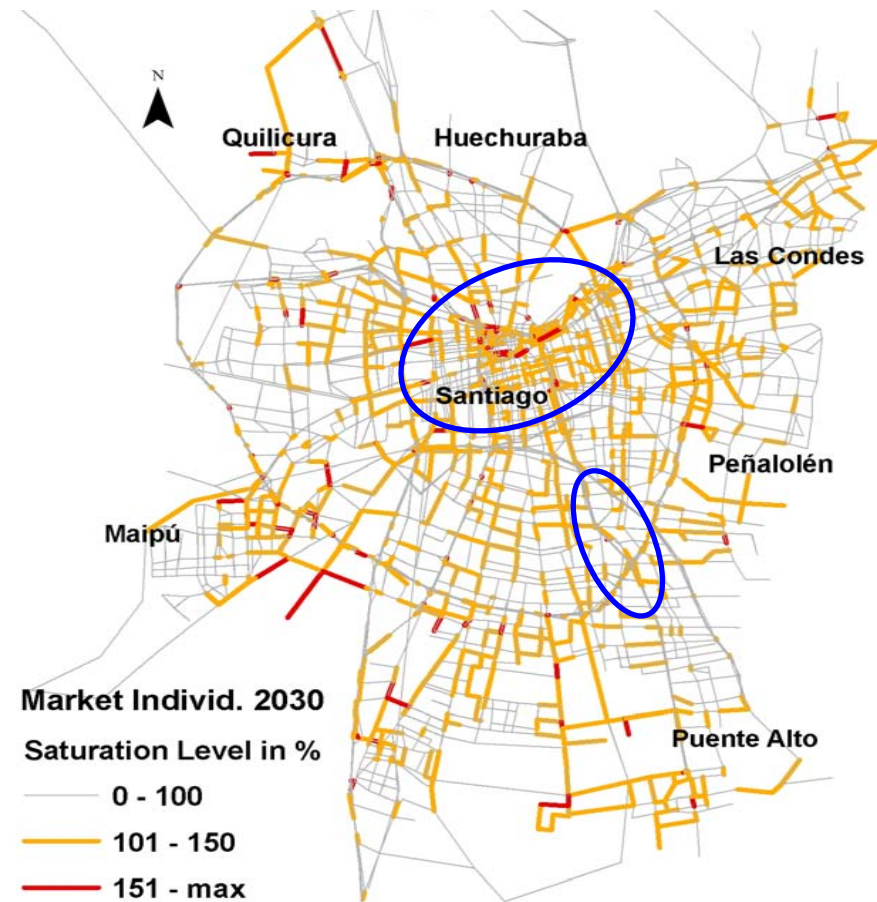 N
Quilicura
Huechuraba
Las Condes
Santiago
Peñalolén
Maipú
Puente Alto
Market Individ. 2030
Saturation Level in %
0 - 100
101 - 150
151 - max